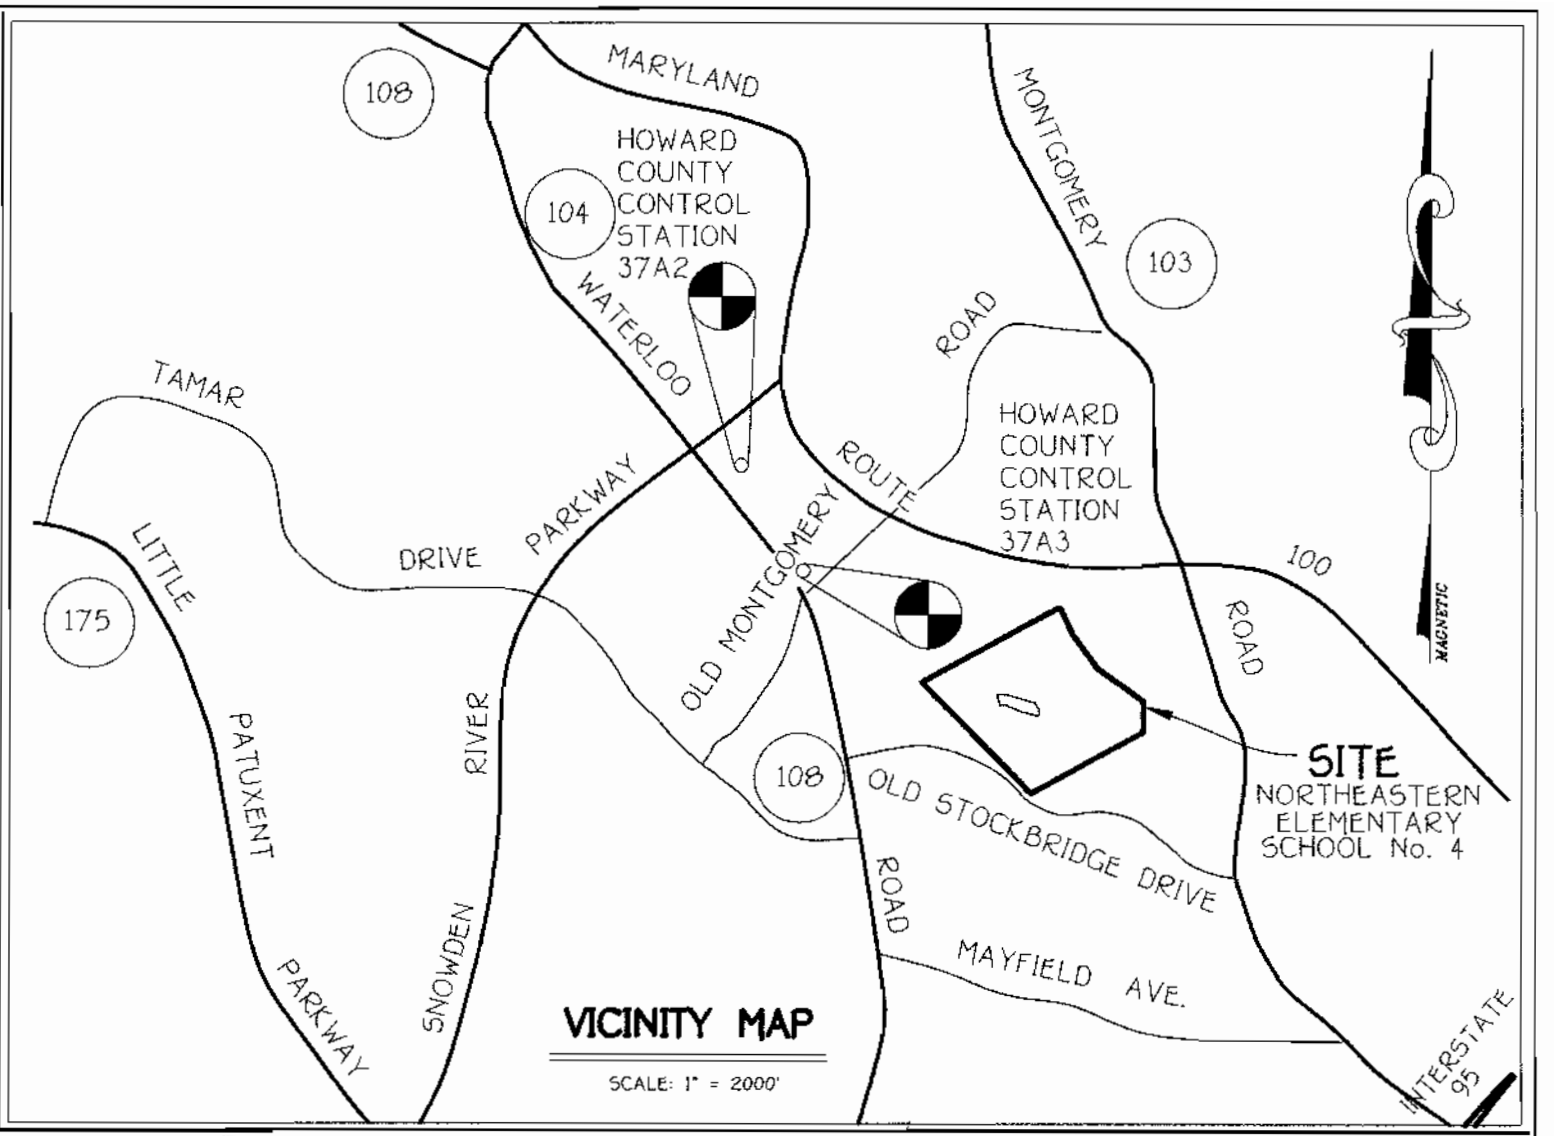 108
MARYLAND
MONTGOMERY
HOWARD
COUNTY
CONTROL
STATION
37A2
104
103
WATERLOO
ROAD
TAMAR
HOWARD
COUNTY
CONTROL
STATION
37A3
ROUTE
100
PARKWAY
DRIVE
LITTLE
OLD MONTGOMERY
175
ROAD
MAGNETIC
RIVER
PATUXENT
108
SITE
NORTHEASTERN
ELEMENTARY
SCHOOL No. 4
OLD STOCKBRIDGE DRIVE
ROAD
SNOWDEN
MAYFIELD AVE.
PARKWAY
VICINITY MAP
SCALE: 1" = 2000'
INTERSTATE
95